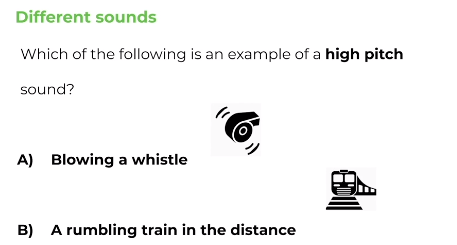 Different sounds
Which of the following is an example of a high pitch
sound?
A) Blowing a whistle
B) A rumbling train in the distance